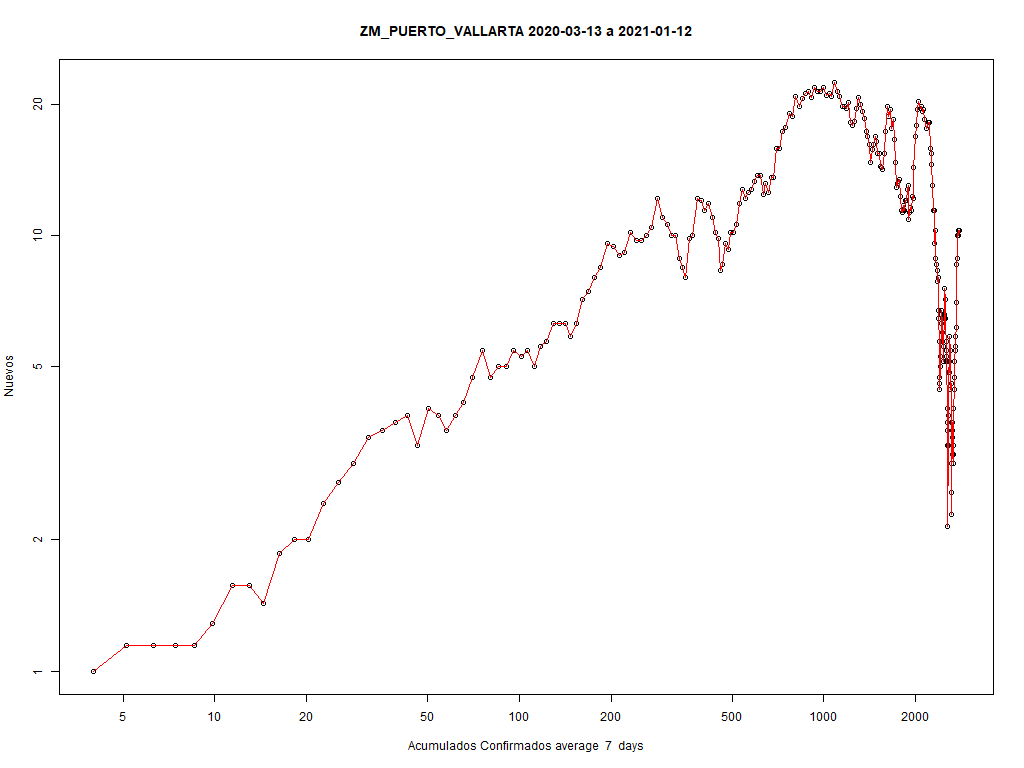 ZM_PUERTO_VALLARTA 2020-03-13 a 2021-01-12
20
10
5
2
1
Nuevos
5 10 20 50 100 200 500 1000 2000
Acumulados Confirmados average 7 days